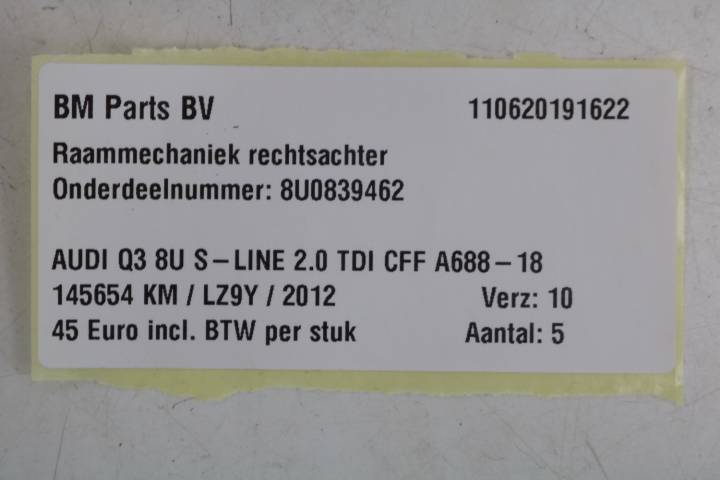 BM Parts BV 110620191622
Raammechaniek rechtsachter
Onderdeelnummer: 8U0839462
AUDI Q3 8U S-LINE 2.0 TDI CFF A688-18
145654 KM / LZ9Y / 2012 Verz: 10
45 Euro incl. BTW per stuk Aantal: 5